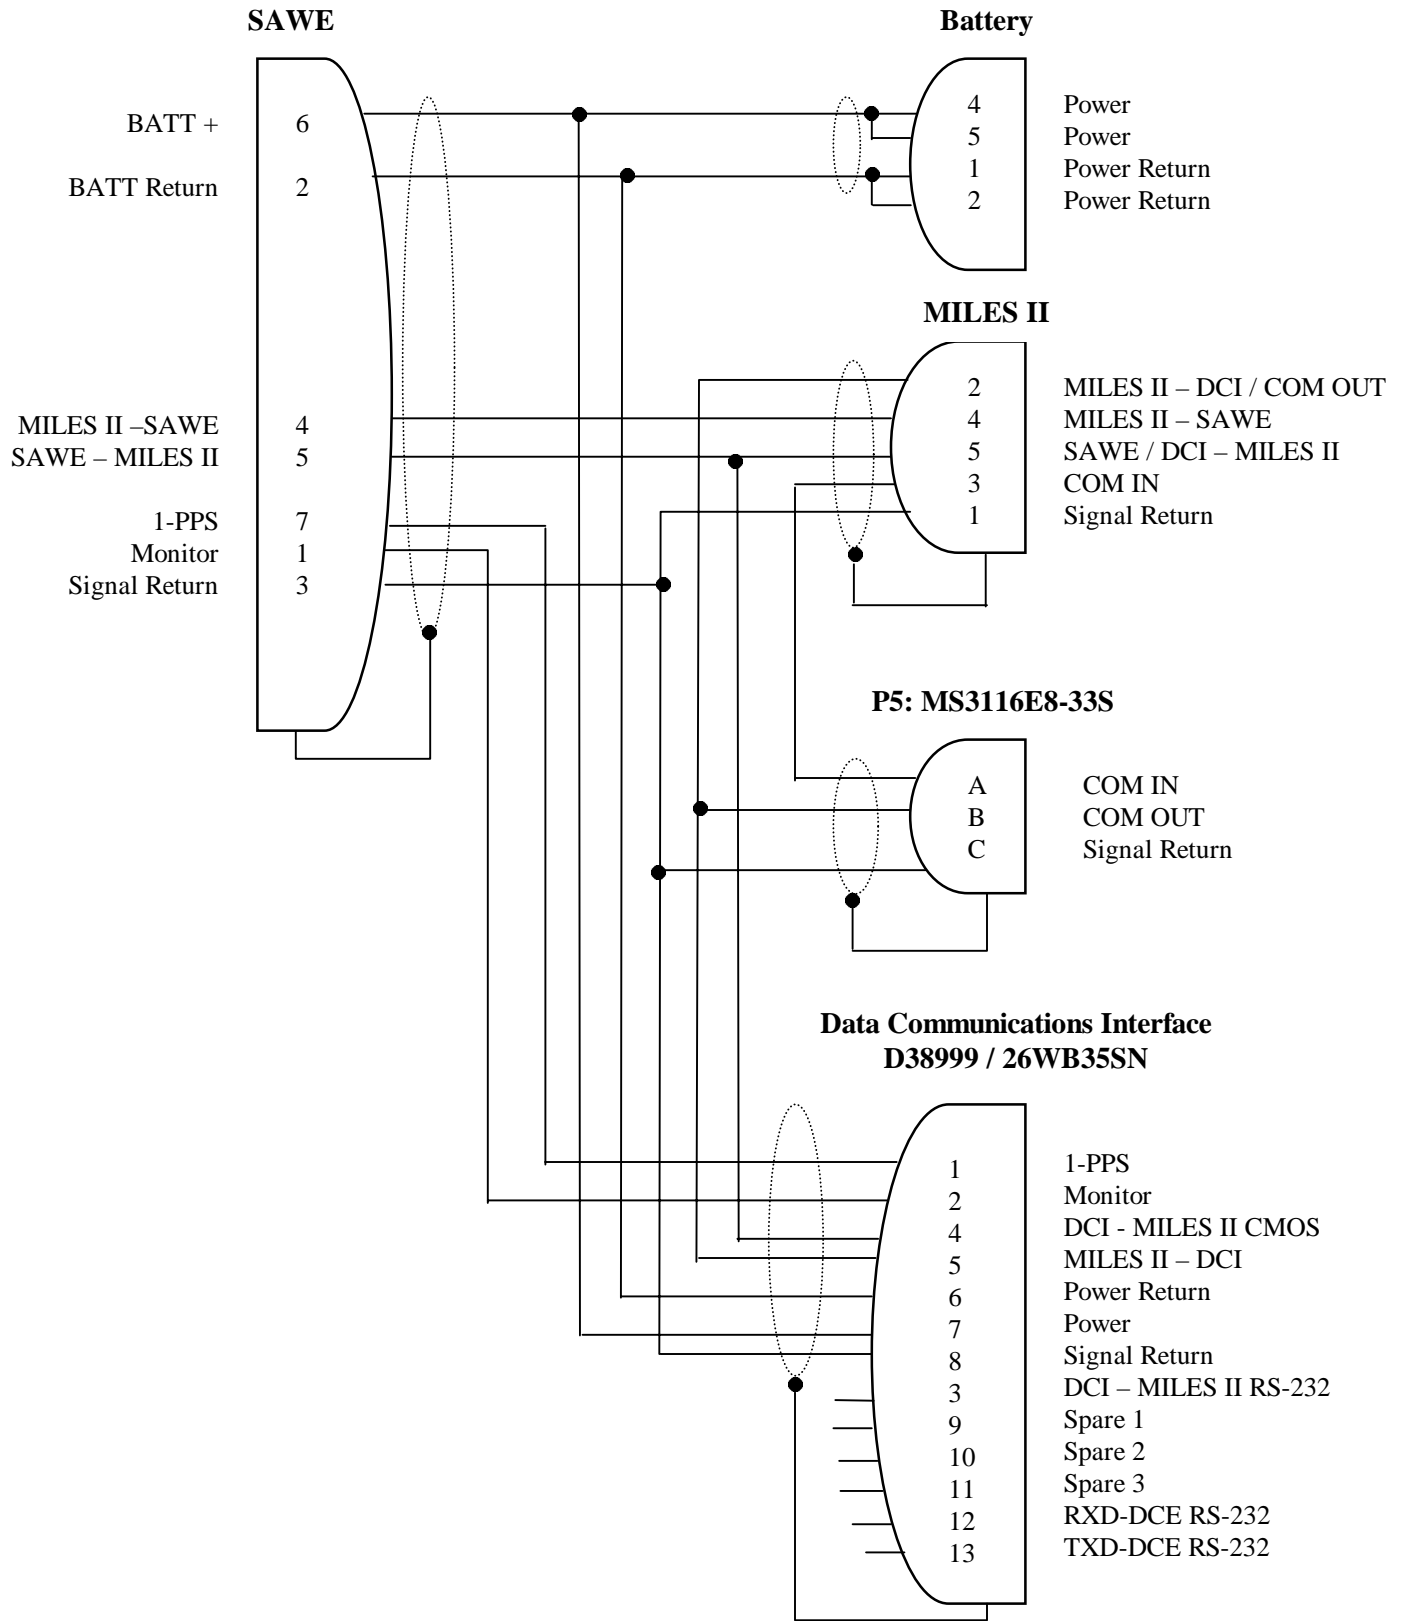 SAWE
BATT + 6
BATT Return 2
MILES II –SAWE 4
SAWE – MILES II 5
1-PPS 7
Monitor 1
Signal Return 3
Battery
4 Power
5 Power
1 Power Return
2 Power Return
MILES II
2 MILES II – DCI / COM OUT
4 MILES II – SAWE
5 SAWE / DCI – MILES II
3 COM IN
1 Signal Return
P5: MS3116E8-33S
A COM IN
B COM OUT
C Signal Return
Data Communications Interface
D38999 / 26WB35SN
1 1-PPS
2 Monitor
4 DCI - MILES II CMOS
5 MILES II – DCI
6 Power Return
7 Power
8 Signal Return
3 DCI – MILES II RS-232
9 Spare 1
10 Spare 2
11 Spare 3
12 RXD-DCE RS-232
13 TXD-DCE RS-232